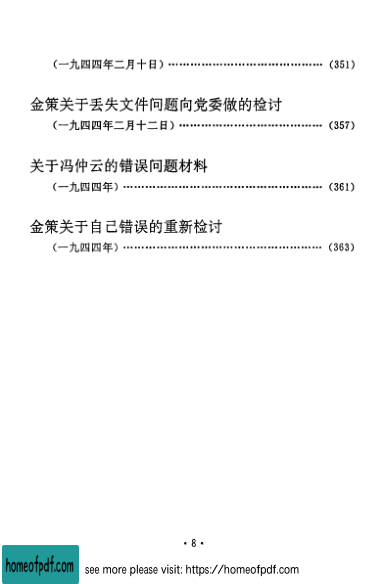 （一九四四年二月十日）…………………………………（351）
金策关于丢失文件问题向党委做的检讨
（一九四四年二月十二日）………………………………（357）
关于冯仲云的错误问题材料
（一九四四年）……………………………………………（361）
金策关于自己错误的重新检讨
（一九四四年）……………………………………………（363）
· 8 ·
homeofpdf.com
see more please visit: https://homeofpdf.com